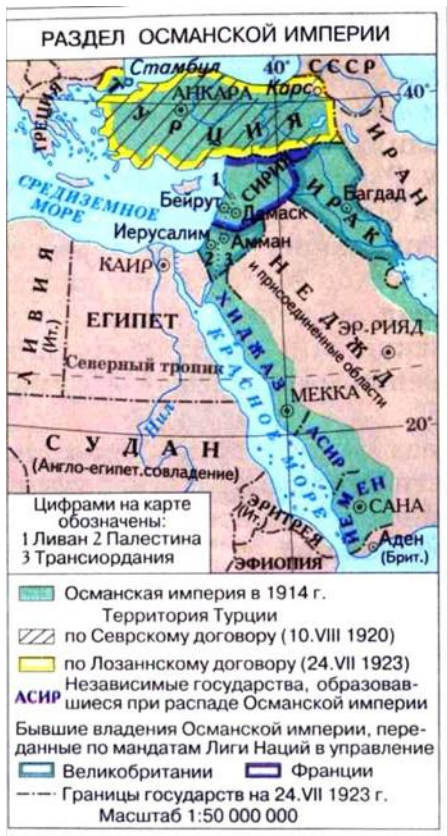 РАЗДЕЛ ОСМАНСКОЙ ИМПЕРИИ
Стамбул
40°
СССР
АНКАРА
Карс
40°
ГРЕЦИЯ
ТУРЦИЯ
ИРАН
СРЕДИЗЕМНОЕ
МОРЕ
1
СИРИЯ
Бейрут
Дамаск
ИРАК
Багдад
Иерусалим
Амман
2
3
КАИР
ЛИВИЯ
(Ит.)
ЕГИПЕТ
НЕДЖД
и присоединенные области
ХИДЖАЗ
ЭР-РИЯД
Северный тропик
КРАСНОЕ МОРЕ
МЕККА
Нил
СУДАН
(Англо-египет.совладение)
АСИР
20°
ЙЕМЕН
САНА
ЭРИТРЕЯ
(Ит.)
Аден
(Брит.)
ЭФИОПИЯ
Цифрами на карте
обозначены:
1 Ливан 2 Палестина
3 Трансиордания
Османская империя в 1914 г.
Территория Турции
по Севрскому договору (10.VIII 1920)
по Лозаннскому договору (24.VII 1923)
АСИР Независимые государства, образовав-
шиеся при распаде Османской империи
Бывшие владения Османской империи, пере-
данные по мандатам Лиги Наций в управление
Великобритании Франции
Границы государств на 24.VII 1923 г.
Масштаб 1:50 000 000